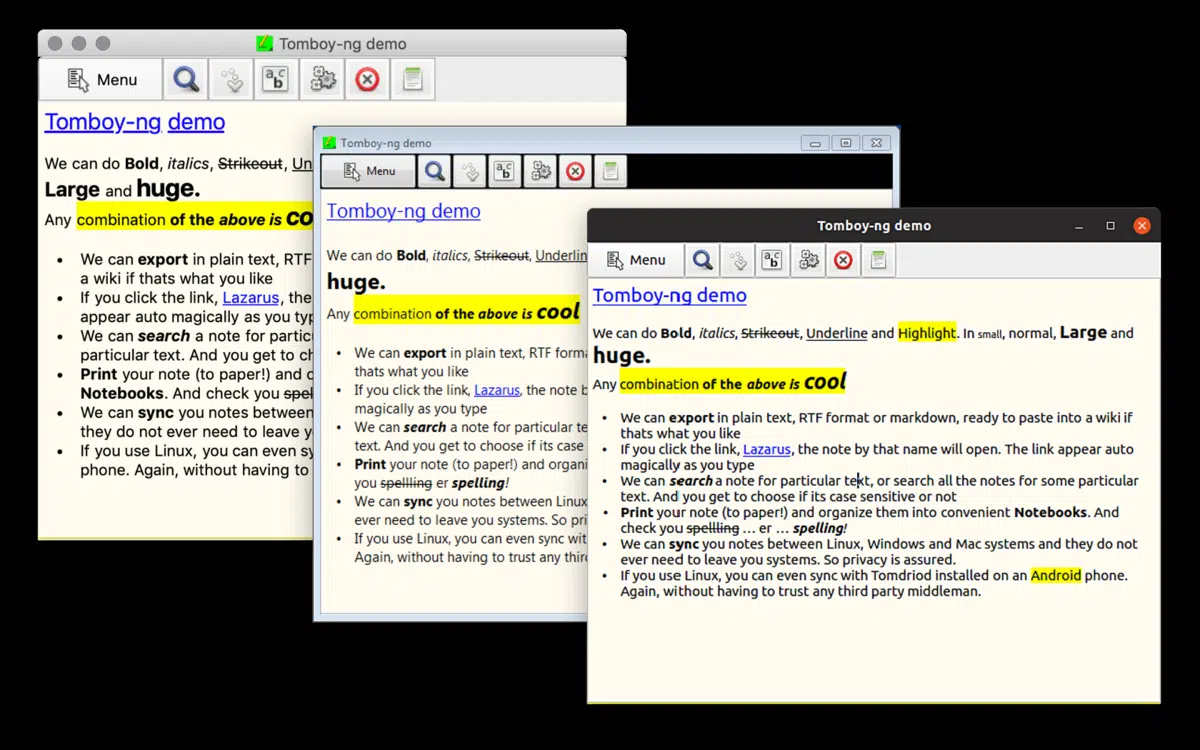 Tomboy-ng demo
Menu
Tomboy-ng demo
We can do Bold, italics, Strikeout, Un
Large and huge.
Any combination of the above is co
• We can export in plain text, RTF
a wiki if thats what you like
• If you click the link, Lazarus, the
appear auto magically as you typ
• We can search a note for partic
particular text. And you get to ch
• Print your note (to paper!) and o
Notebooks. And check you spel
• We can sync you notes between
they do not ever need to leave y
• If you use Linux, you can even sy
phone. Again, without having to
Tomboy-ng demo
Menu
Tomboy-ng demo
We can do Bold, italics, Strikeout, Underlin
huge.
Any combination of the above is cool
• We can export in plain text, RTF forma
thats what you like
• If you click the link, Lazarus, the note b
magically as you type
• We can search a note for particular te
text. And you get to choose if its case
• Print your note (to paper!) and organi
you spellling er spelling!
• We can sync you notes between Linux
ever need to leave you systems. So pri
• If you use Linux, you can even sync wit
Again, without having to trust any third
Tomboy-ng demo
Menu
Tomboy-ng demo
We can do Bold, italics, Strikeout, Underline and Highlight. In small, normal, Large and
huge.
Any combination of the above is cool
• We can export in plain text, RTF format or markdown, ready to paste into a wiki if
thats what you like
• If you click the link, Lazarus, the note by that name will open. The link appear auto
magically as you type
• We can search a note for particular text, or search all the notes for some particular
text. And you get to choose if its case sensitive or not
• Print your note (to paper!) and organize them into convenient Notebooks. And
check you spellling ... er ... spelling!
• We can sync you notes between Linux, Windows and Mac systems and they do not
ever need to leave you systems. So privacy is assured.
• If you use Linux, you can even sync with Tomdriod installed on an Android phone.
Again, without having to trust any third party middleman.